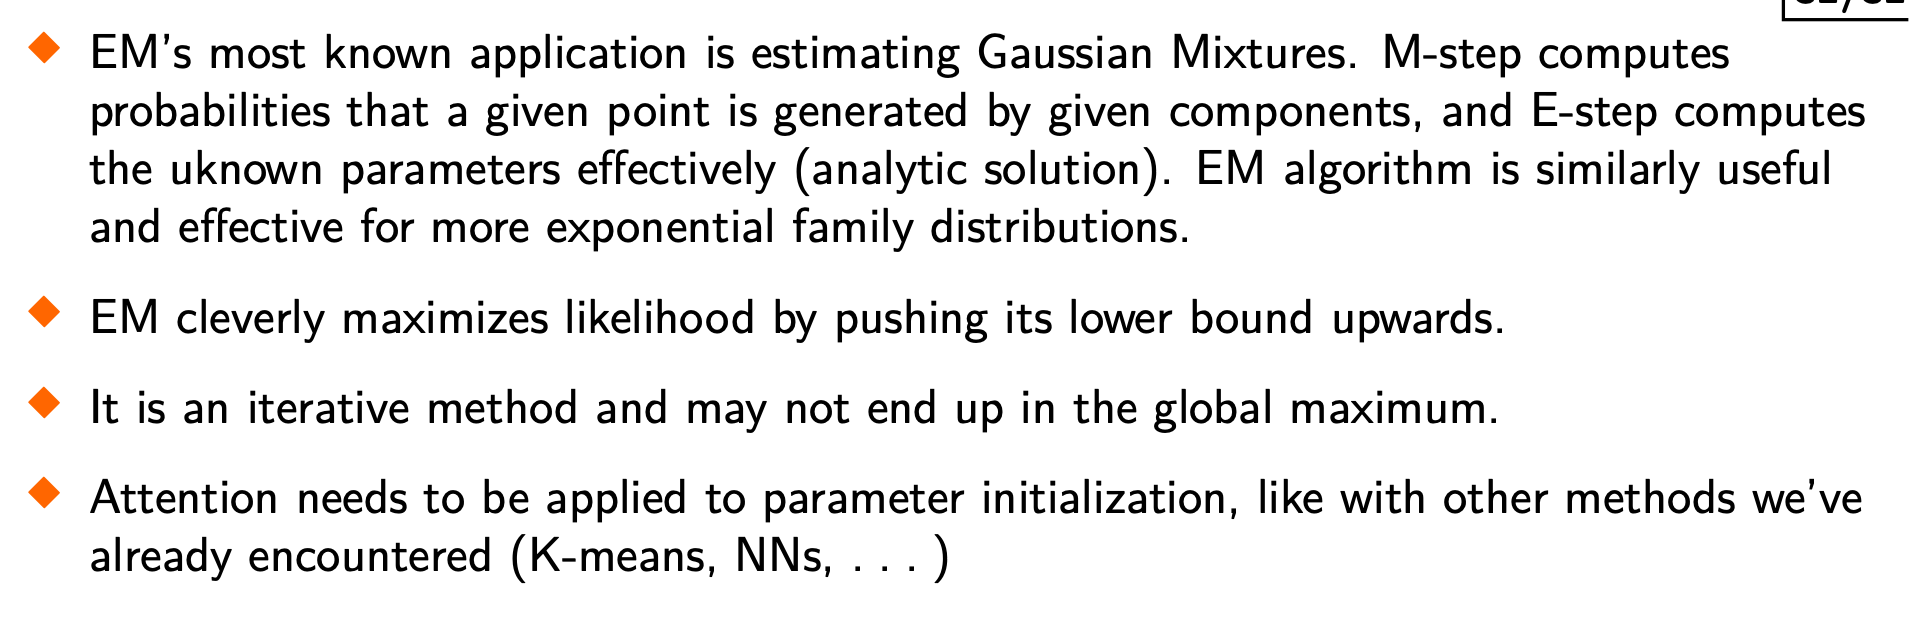 EM's most known application is estimating Gaussian Mixtures. M-step computes
probabilities that a given point is generated by given components, and E-step computes
the uknown parameters effectively (analytic solution). EM algorithm is similarly useful
and effective for more exponential family distributions.
EM cleverly maximizes likelihood by pushing its lower bound upwards.
It is an iterative method and may not end up in the global maximum.
Attention needs to be applied to parameter initialization, like with other methods we've
already encountered (K-means, NNs, . . . )